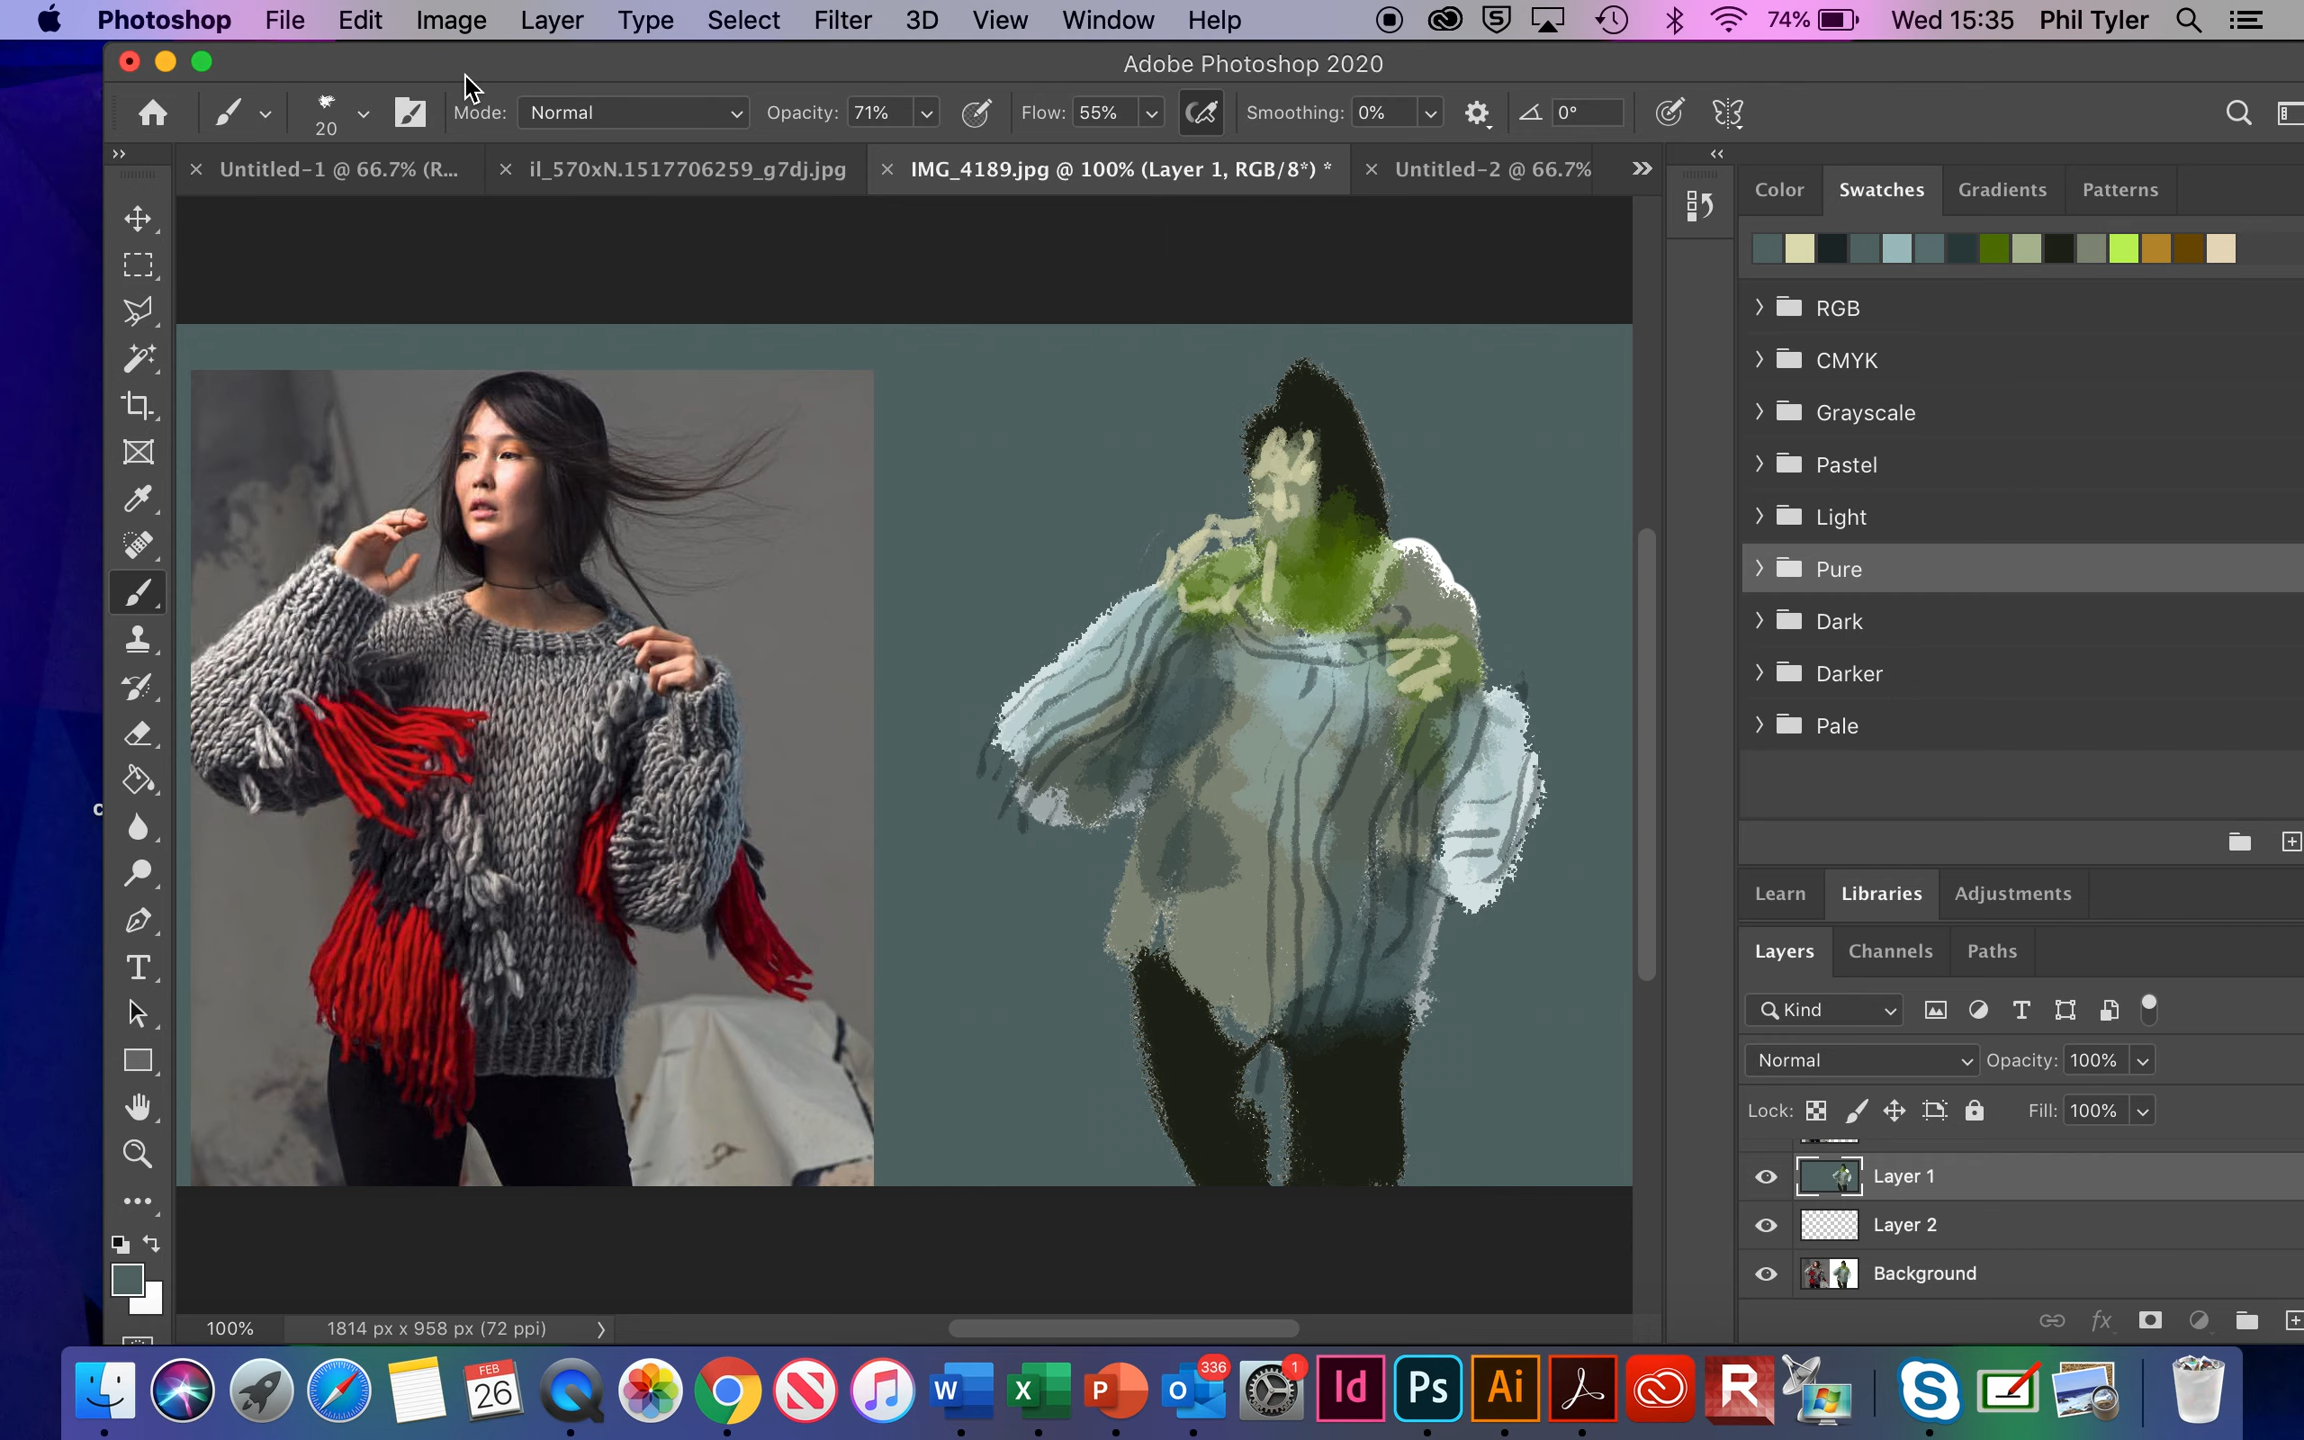 Photoshop File Edit Image Layer Type Select Filter 3D View Window Help 74% Wed 15:35 Phil Tyler
Adobe Photoshop 2020
20 Mode: Normal Opacity: 71% Flow: 55% Smoothing: 0% 0°
Untitled-1 @ 66.7% (R... il_570xN.1517706259_g7dj.jpg IMG_4189.jpg @ 100% (Layer 1, RGB/8*) * Untitled-2 @ 66.7%
Color Swatches Gradients Patterns
RGB
CMYK
Grayscale
Pastel
Light
Pure
Dark
Darker
Pale
c
Learn Libraries Adjustments
Layers Channels Paths
Kind
Normal Opacity: 100%
Lock: Fill: 100%
Layer 1
Layer 2
Background
fx
100% 1814 px x 958 px (72 ppi)
FEB
26
W
X
P
O
336
1
Id
Ps
Ai
R
S